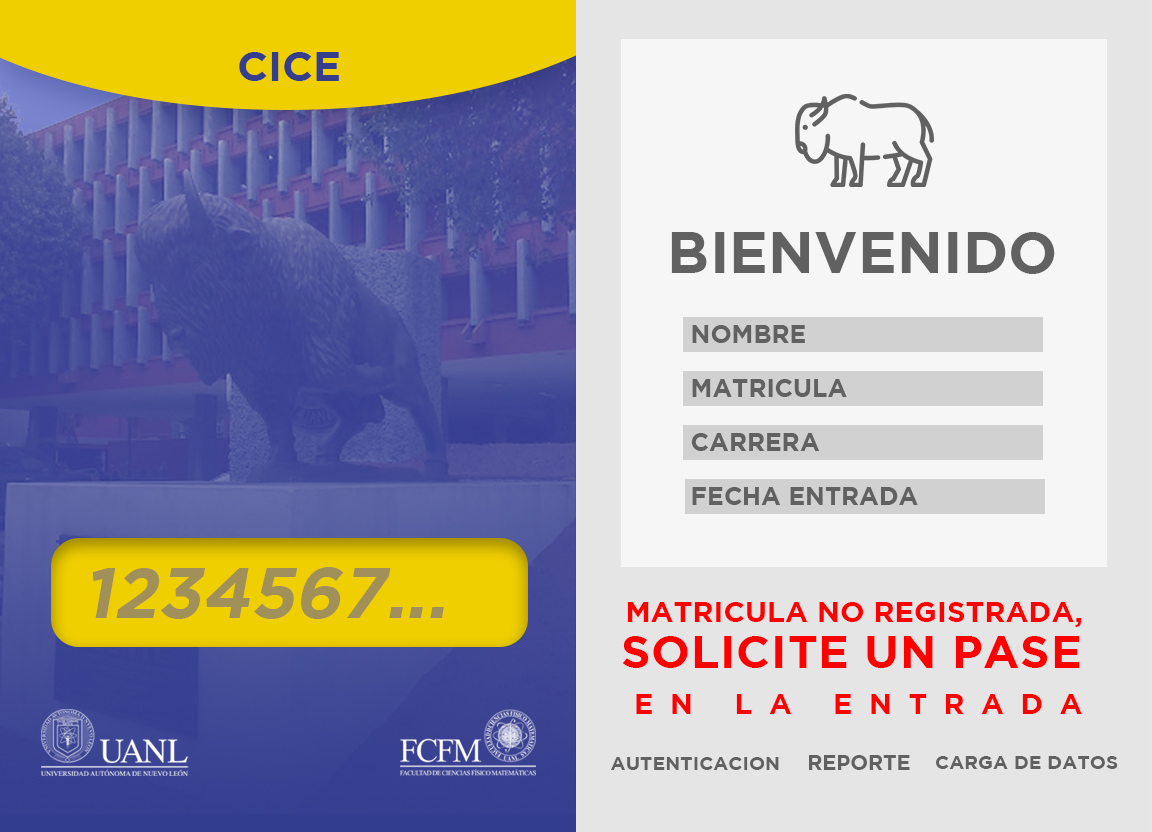 CICE
1234567...
UANL
UNIVERSIDAD AUTÓNOMA DE NUEVO LEÓN
FCFM
FACULTAD DE CIENCIAS FÍSICO MATEMÁTICAS
BIENVENIDO
NOMBRE
MATRICULA
CARRERA
FECHA ENTRADA
MATRICULA NO REGISTRADA,
SOLICITE UN PASE
EN LA ENTRADA
AUTENTICACION REPORTE CARGA DE DATOS